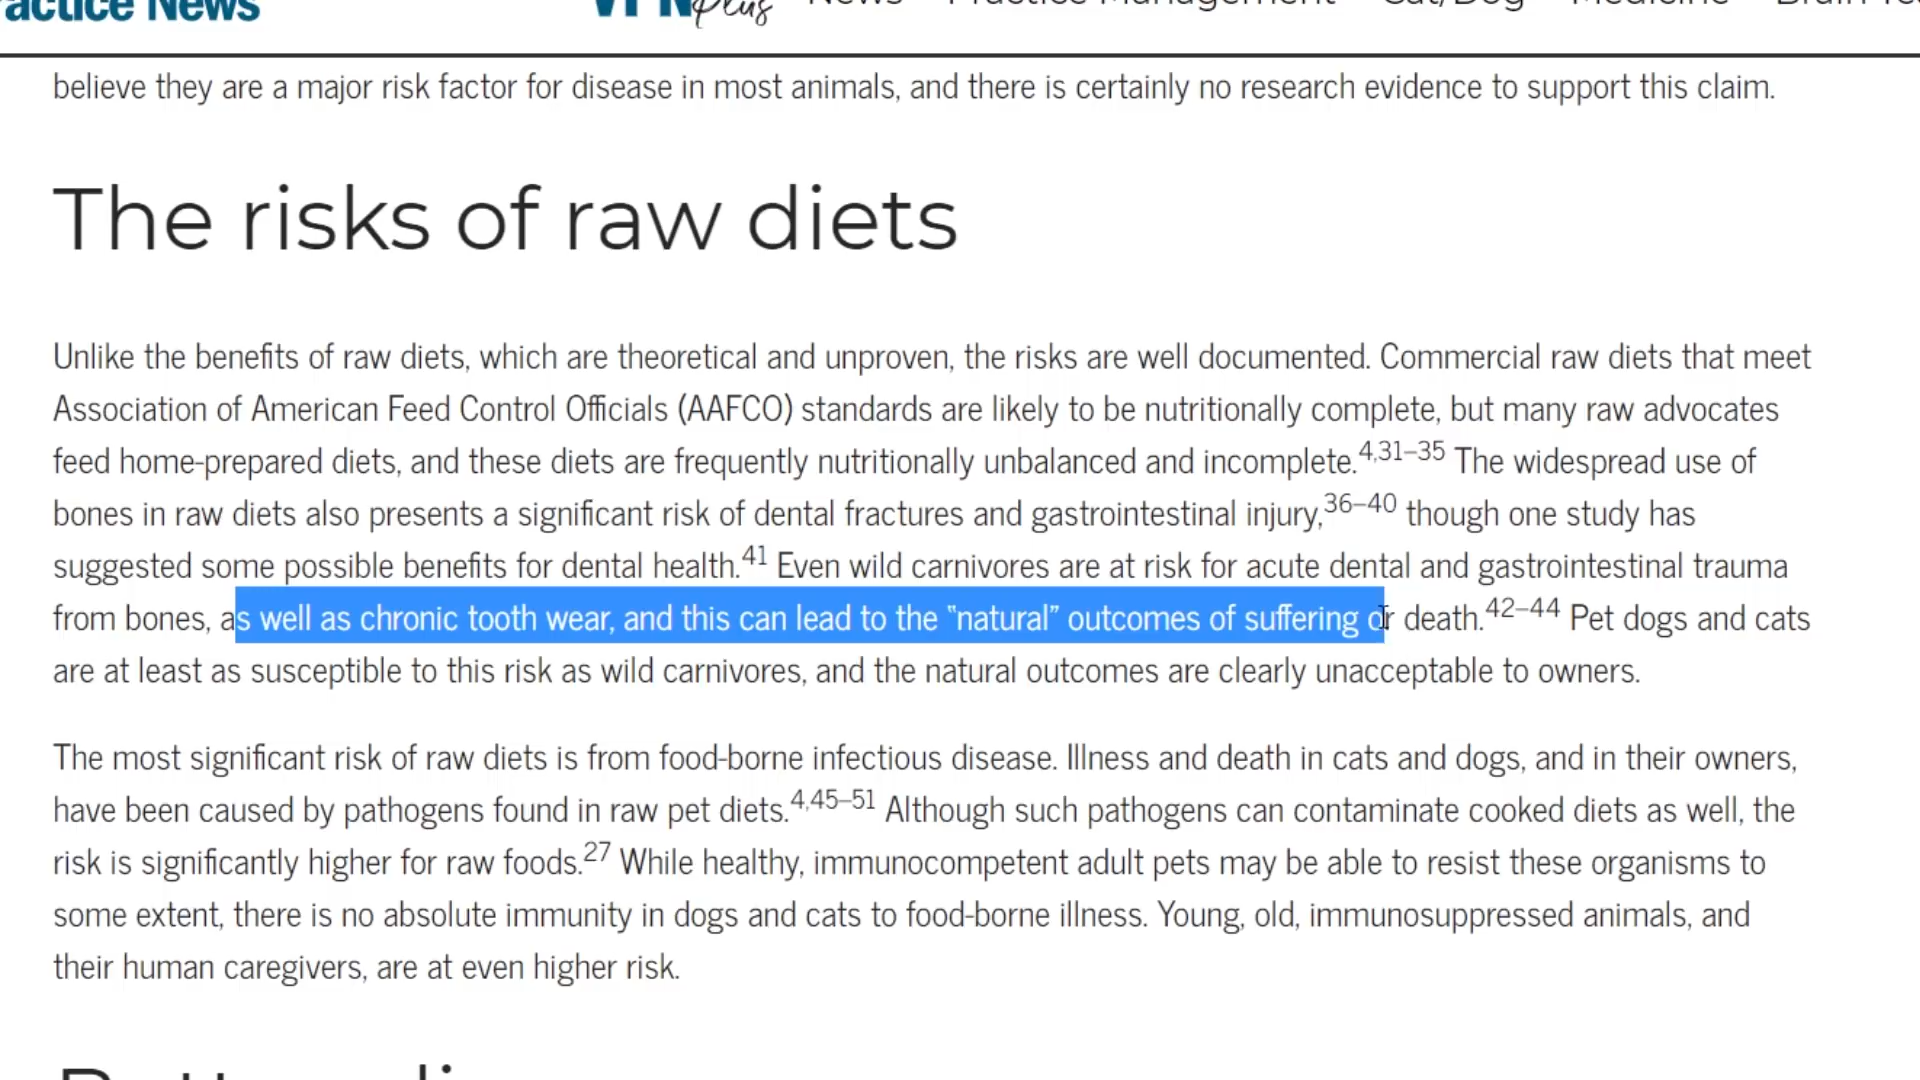 Practice News VPN Plus News Practice Management Cat/Dog Medicine
believe they are a major risk factor for disease in most animals, and there is certainly no research evidence to support this claim.
The risks of raw diets
Unlike the benefits of raw diets, which are theoretical and unproven, the risks are well documented. Commercial raw diets that meet
Association of American Feed Control Officials (AAFCO) standards are likely to be nutritionally complete, but many raw advocates
feed home-prepared diets, and these diets are frequently nutritionally unbalanced and incomplete.4,31–35 The widespread use of
bones in raw diets also presents a significant risk of dental fractures and gastrointestinal injury,36–40 though one study has
suggested some possible benefits for dental health.41 Even wild carnivores are at risk for acute dental and gastrointestinal trauma
from bones, as well as chronic tooth wear, and this can lead to the “natural” outcomes of suffering or death.42–44 Pet dogs and cats
are at least as susceptible to this risk as wild carnivores, and the natural outcomes are clearly unacceptable to owners.
The most significant risk of raw diets is from food-borne infectious disease. Illness and death in cats and dogs, and in their owners,
have been caused by pathogens found in raw pet diets.4,45–51 Although such pathogens can contaminate cooked diets as well, the
risk is significantly higher for raw foods.27 While healthy, immunocompetent adult pets may be able to resist these organisms to
some extent, there is no absolute immunity in dogs and cats to food-borne illness. Young, old, immunosuppressed animals, and
their human caregivers, are at even higher risk.